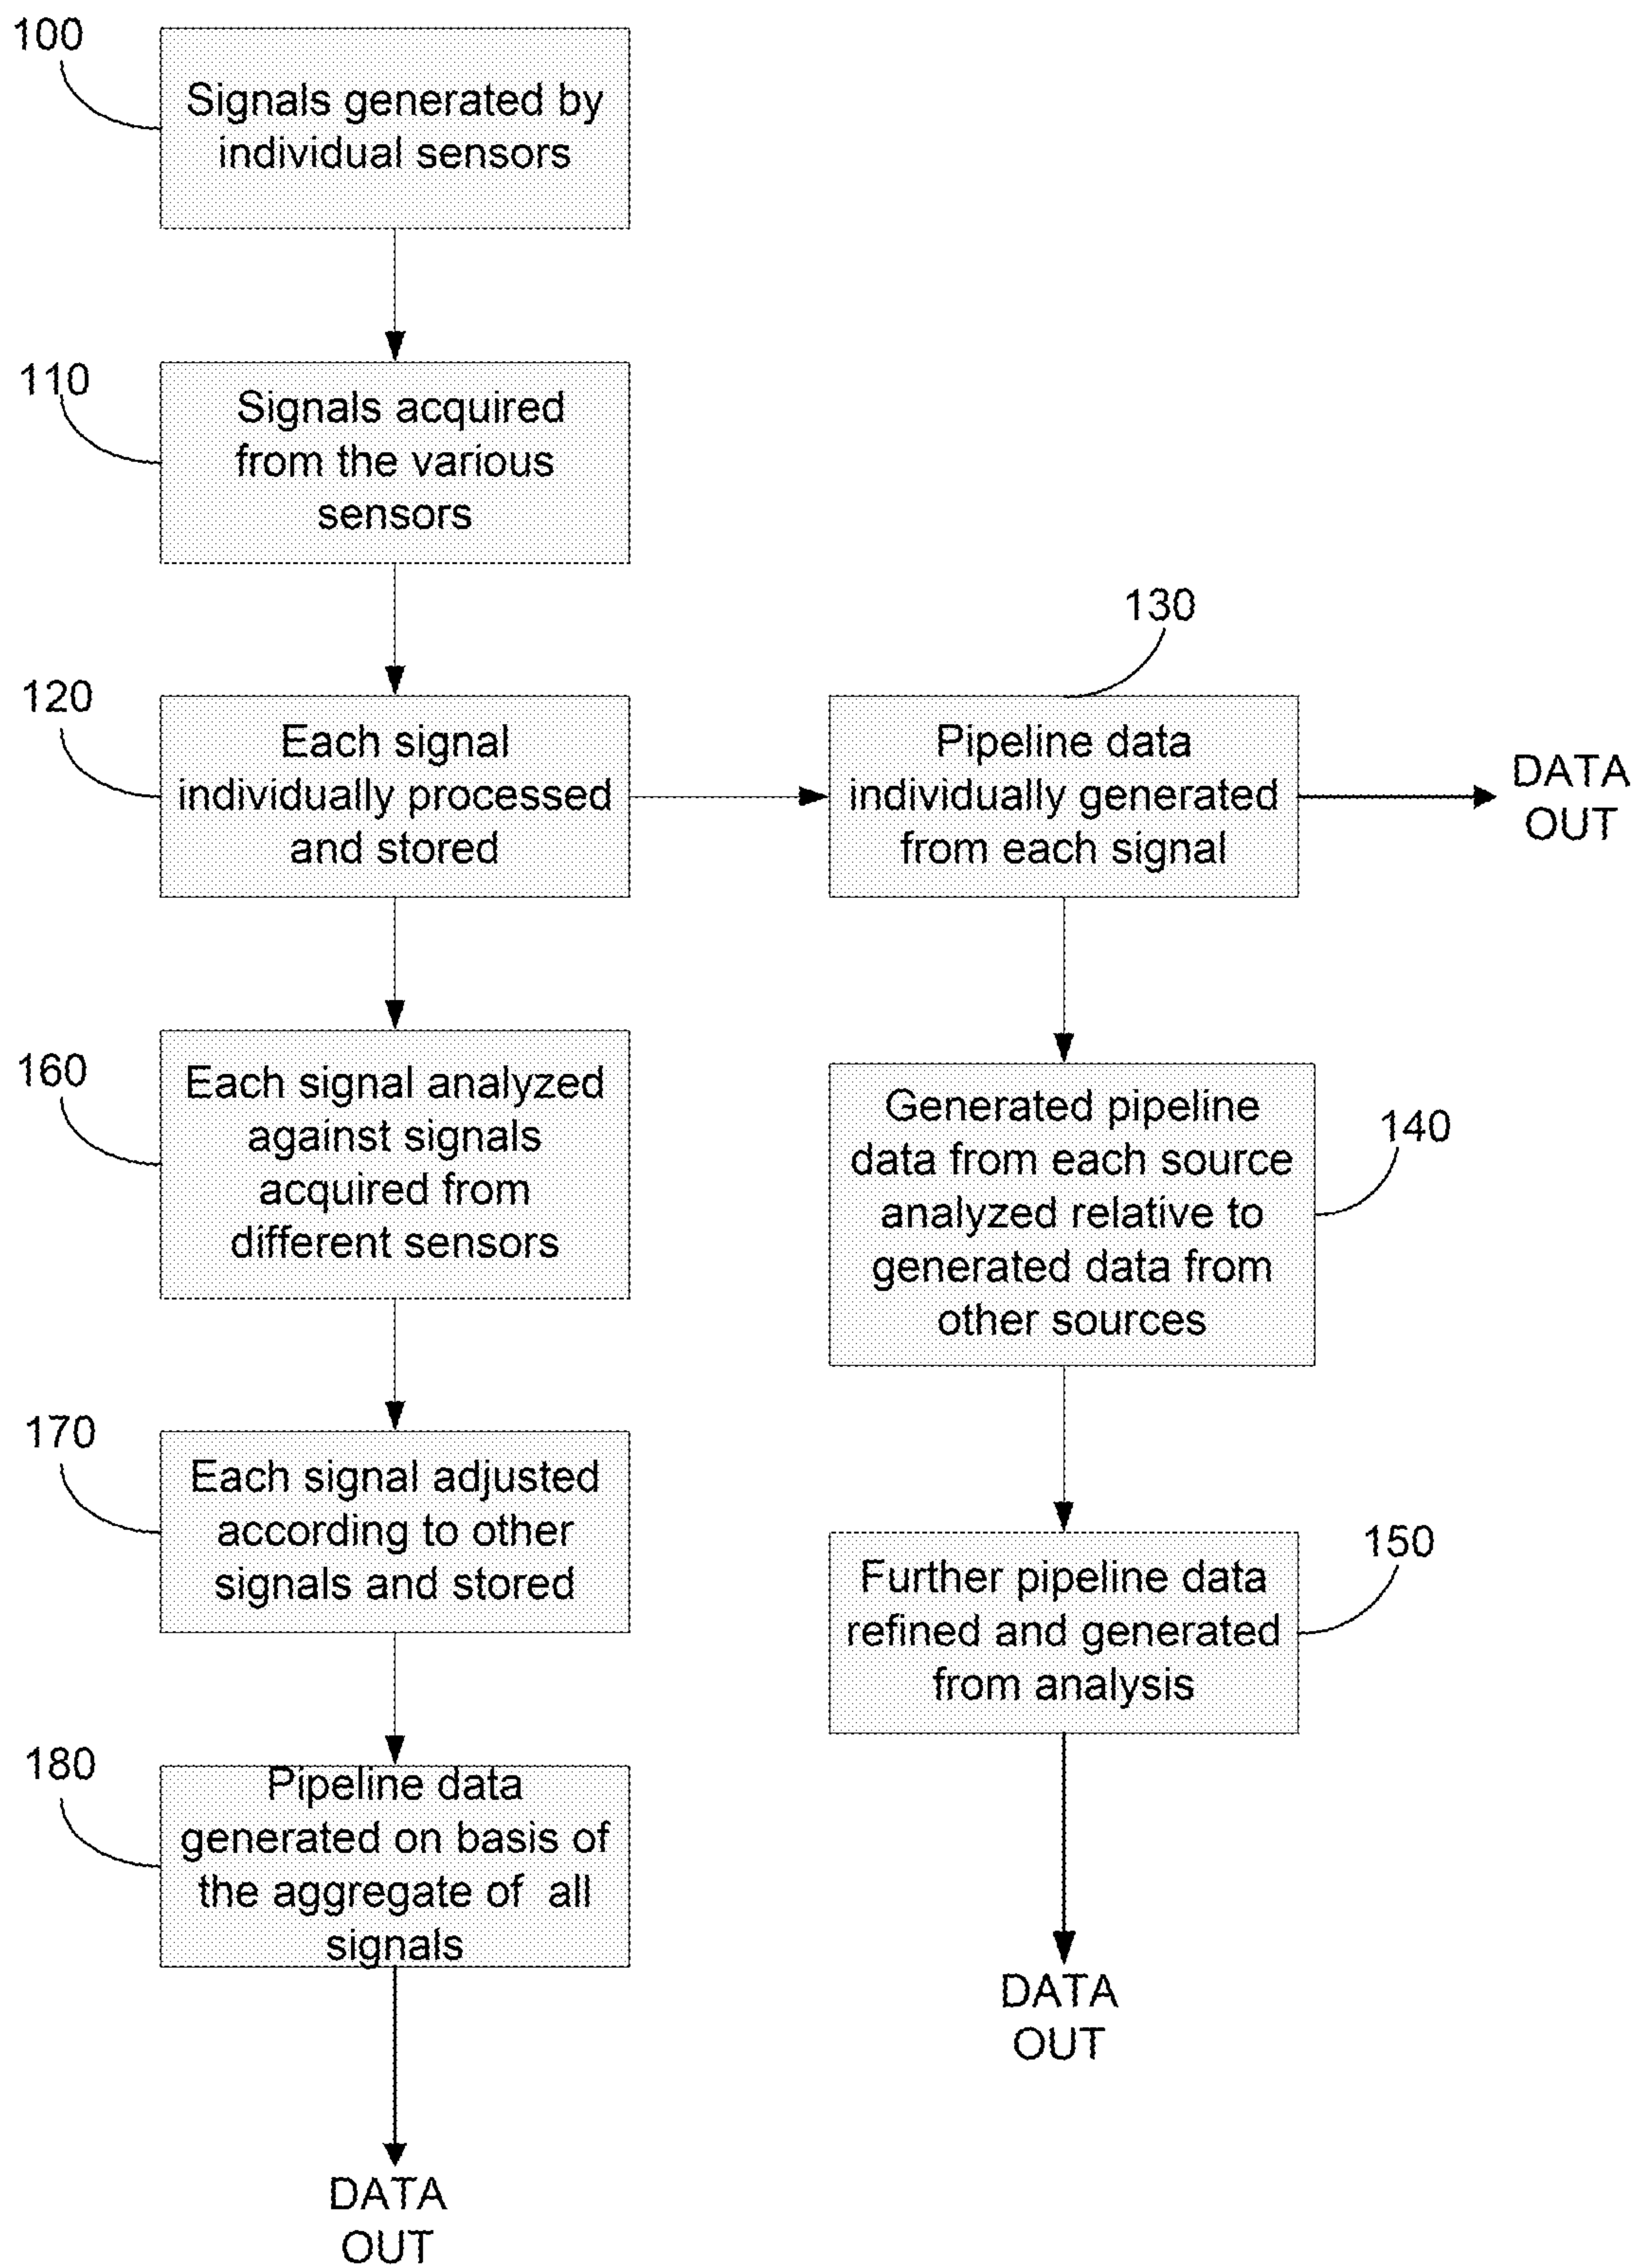 100
Signals generated by
individual sensors
110
Signals acquired
from the various
sensors
120
Each signal
individually processed
and stored
130
Pipeline data
individually generated
from each signal
DATA
OUT
160
Each signal analyzed
against signals
acquired from
different sensors
140
Generated pipeline
data from each source
analyzed relative to
generated data from
other sources
170
Each signal adjusted
according to other
signals and stored
150
Further pipeline data
refined and generated
from analysis
180
Pipeline data
generated on basis of
the aggregate of all
signals
DATA
OUT
DATA
OUT